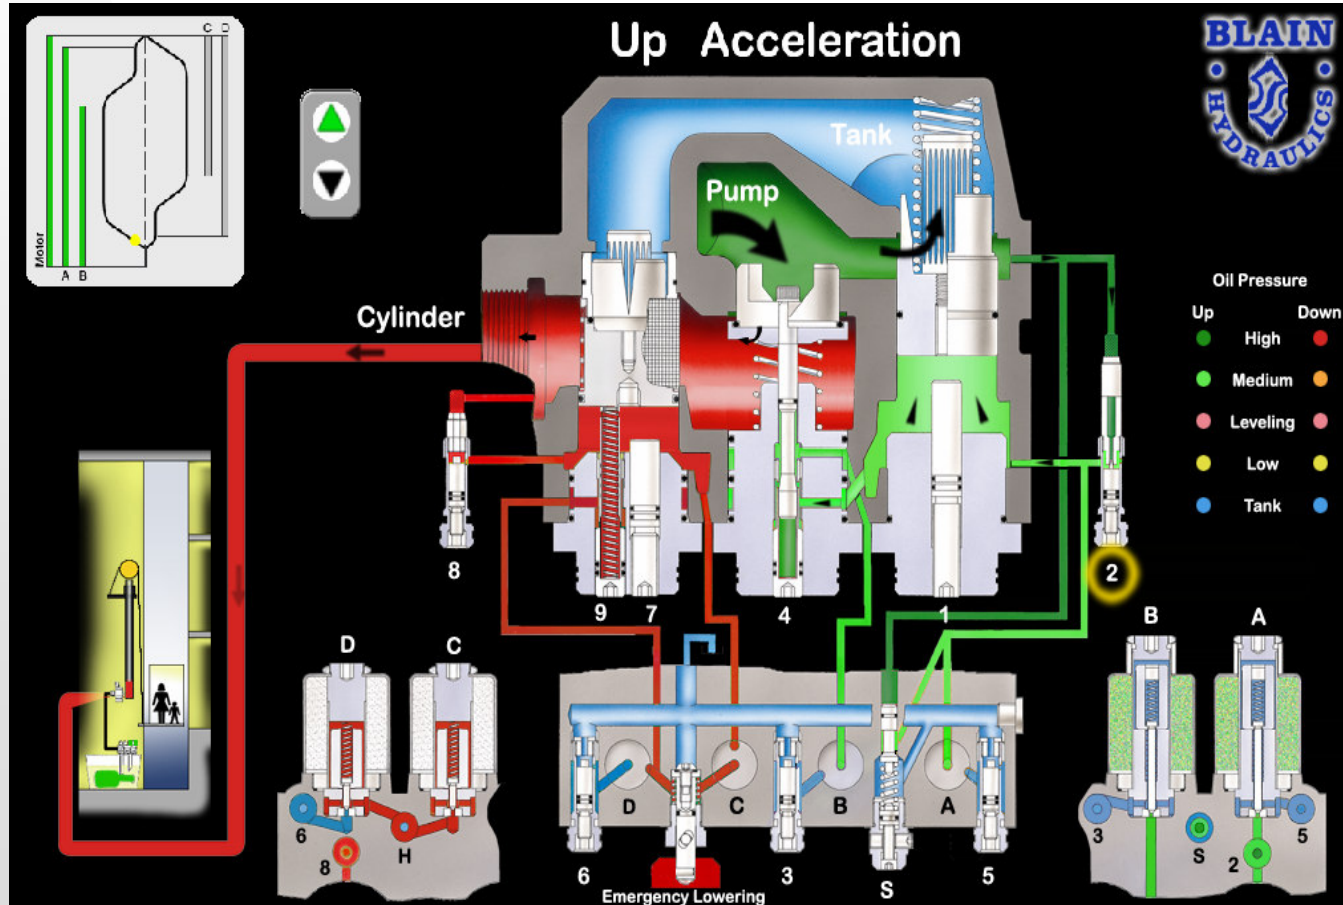 Up Acceleration
BLAIN
HYDRAULICS
C D
Motor
A
B
Tank
Pump
Cylinder
Oil Pressure
Up
Down
High
Medium
Leveling
Low
Tank
8
9
7
4
1
2
D
C
6
H
8
D
C
B
A
6
3
S
5
Emergency Lowering
B
A
3
S
2
5